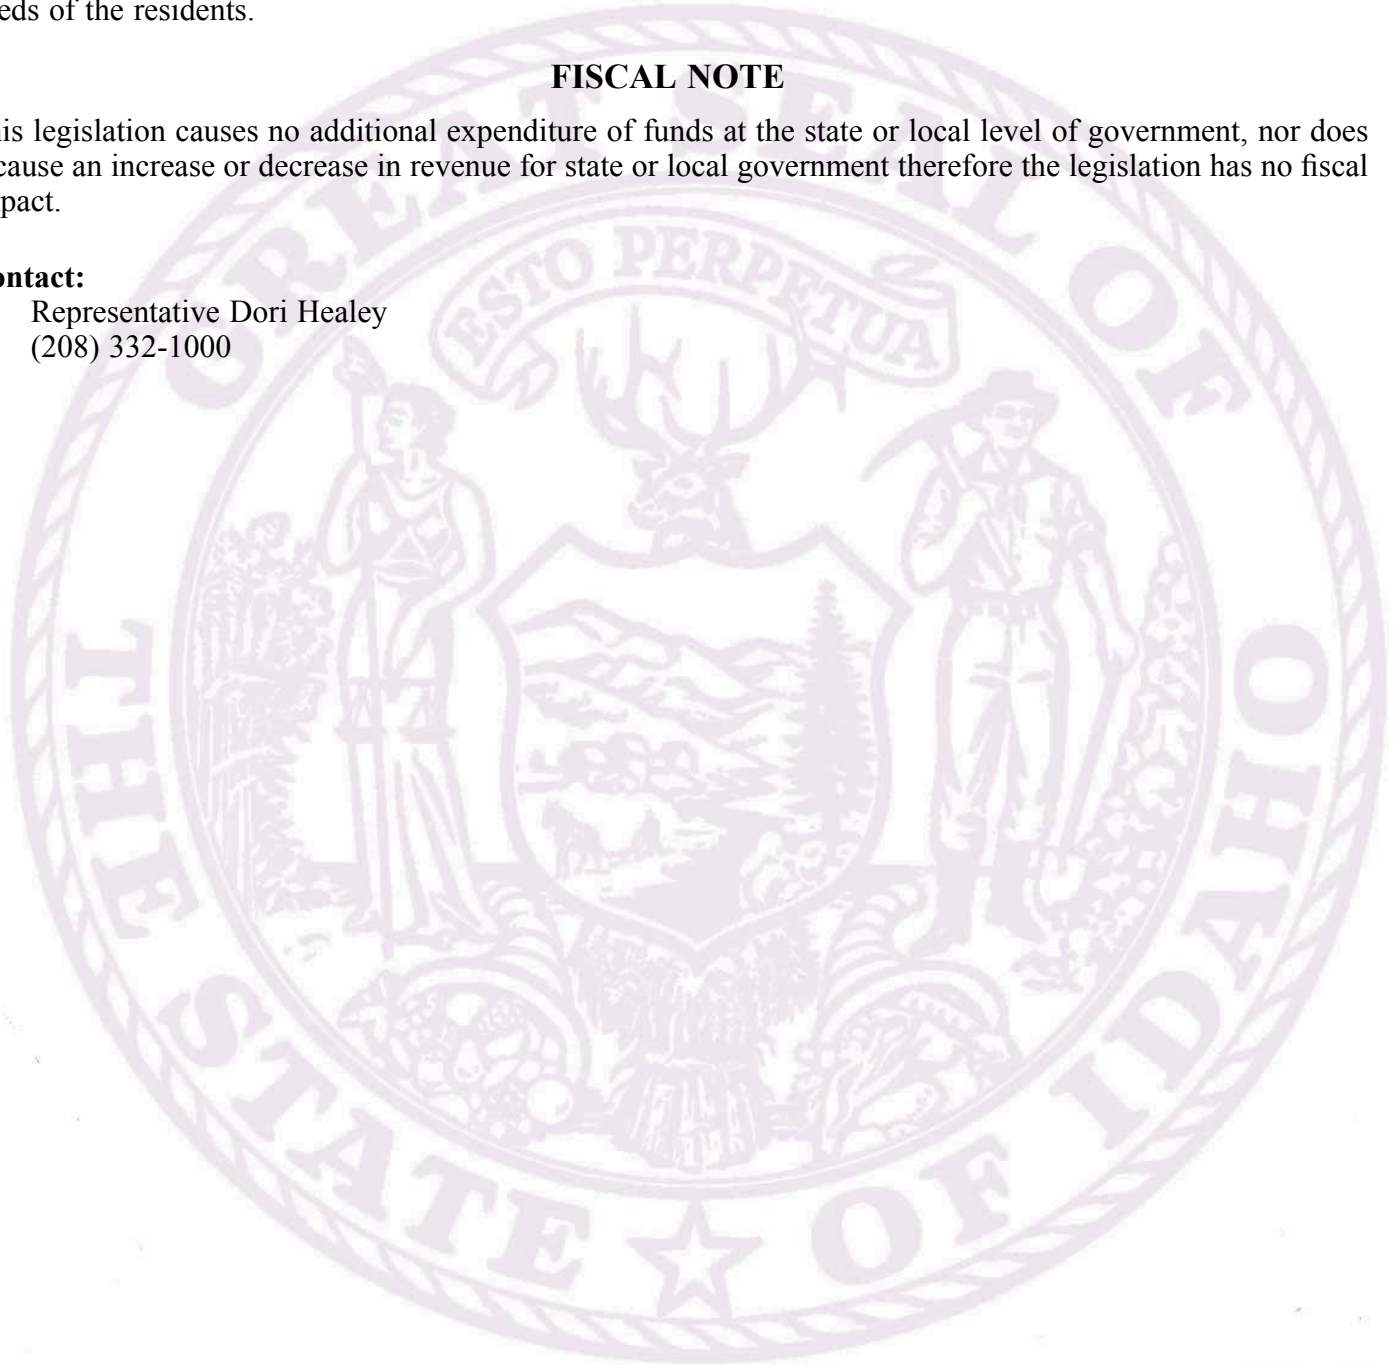 eds of the residents.
FISCAL NOTE
is legislation causes no additional expenditure of funds at the state or local level of government, nor does
cause an increase or decrease in revenue for state or local government therefore the legislation has no fiscal
pact.
ontact:
Representative Dori Healey
(208) 332-1000
GREAT SEAL OF
ESTO PERPETUA
THE STATE OF IDAHO